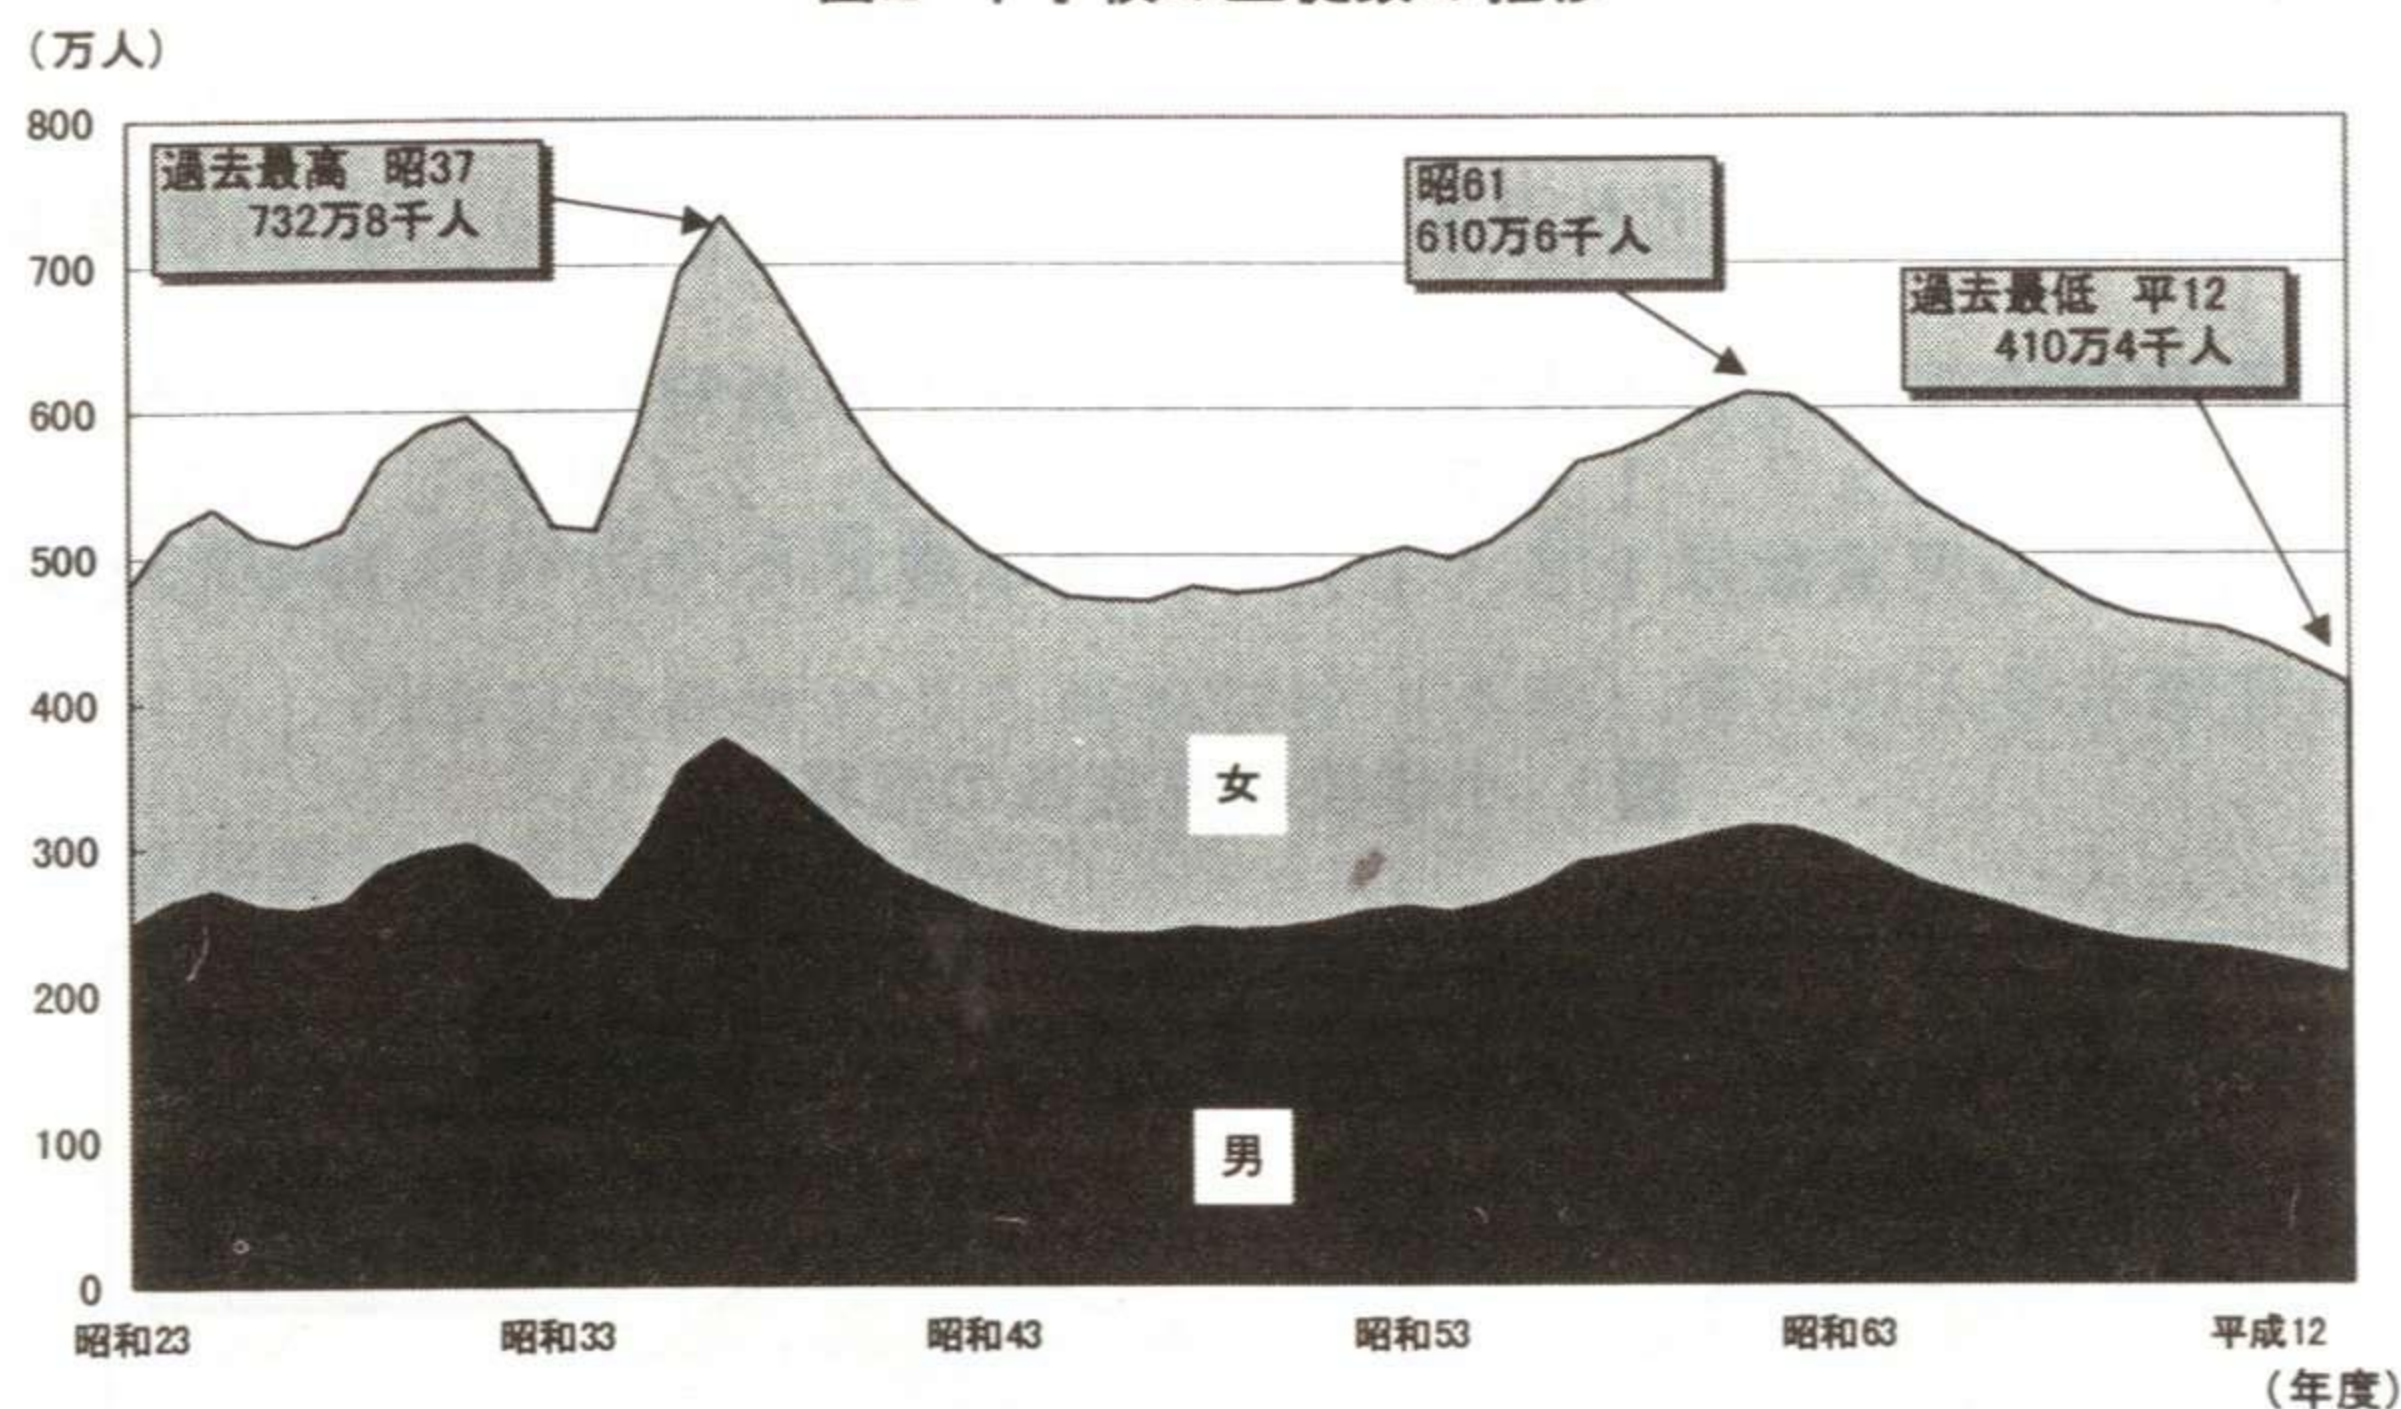 (万人)
800
過去最高 昭37
732万8千人
昭61
610万6千人
700
過去最低 平12
410万4千人
600
500
400
女
300
200
男
100
0
昭和23 昭和33 昭和43 昭和53 昭和63 平成12
(年度)